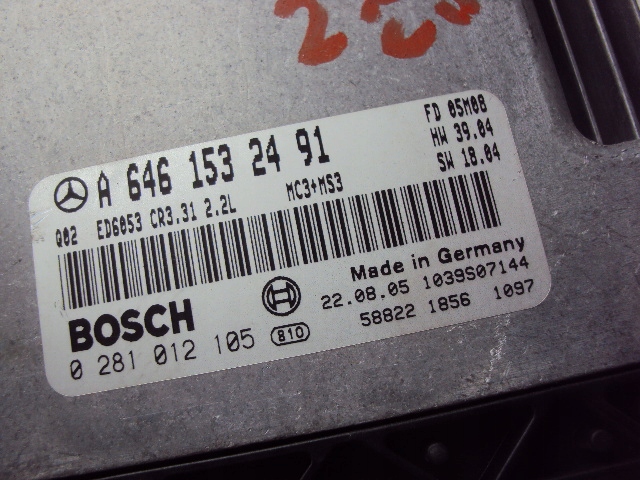 FD 05M08
HW 39.04
SW 18.04
A 646 153 24 91
Q02 ED6053 CR3.31 2.2L MC3+MS3
Made in Germany
BOSCH
22.08.05 1039S07144
0 281 012 105 810
58822 1856 1097